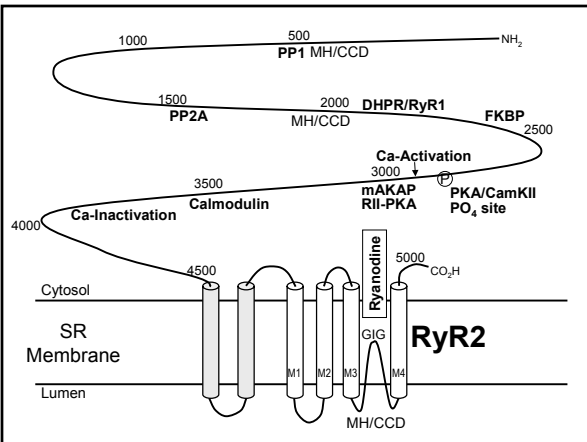 1000
500
NH2
PP1 MH/CCD
1500
2000
DHPR/RyR1
FKBP
PP2A
MH/CCD
2500
Ca-Activation
3000
P
3500
mAKAP
RII-PKA
PKA/CamKII
PO4 site
Calmodulin
Ca-Inactivation
4000
4500
Ryanodine
5000
CO2H
Cytosol
SR
Membrane
GIG
RyR2
M1
M2
M3
M4
Lumen
MH/CCD